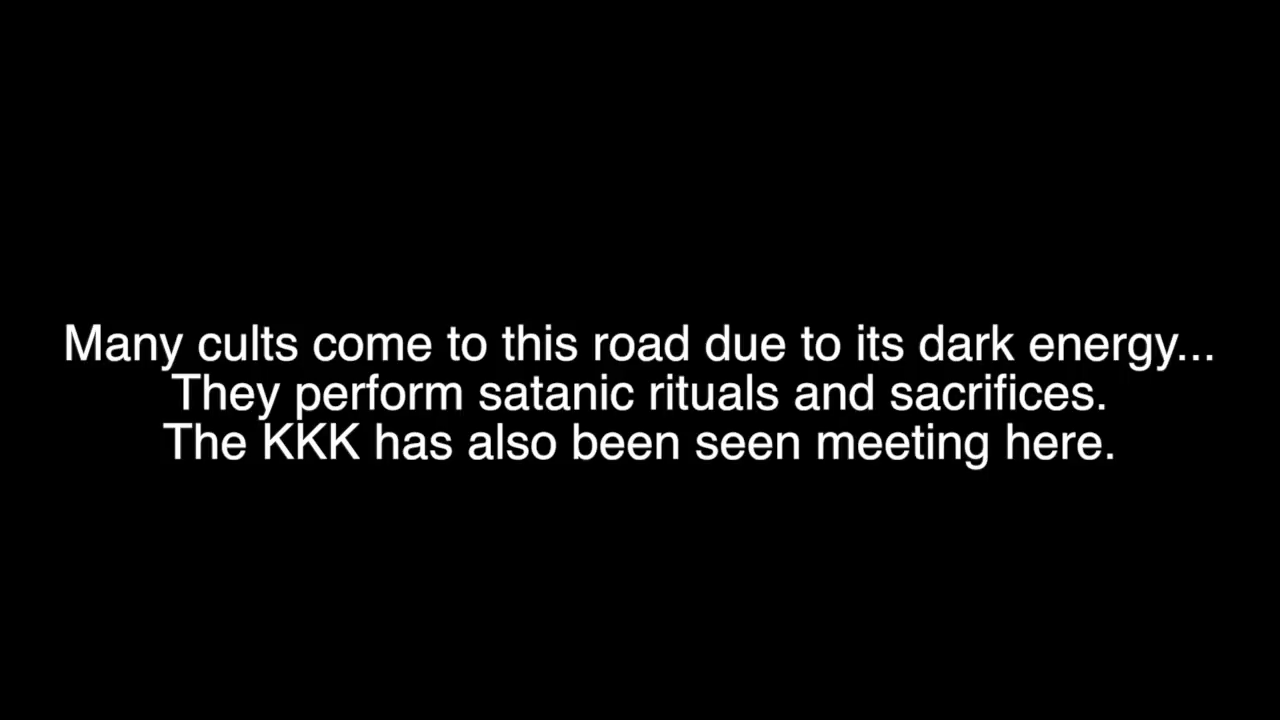 Many cults come to this road due to its dark energy...
They perform satanic rituals and sacrifices.
The KKK has also been seen meeting here.